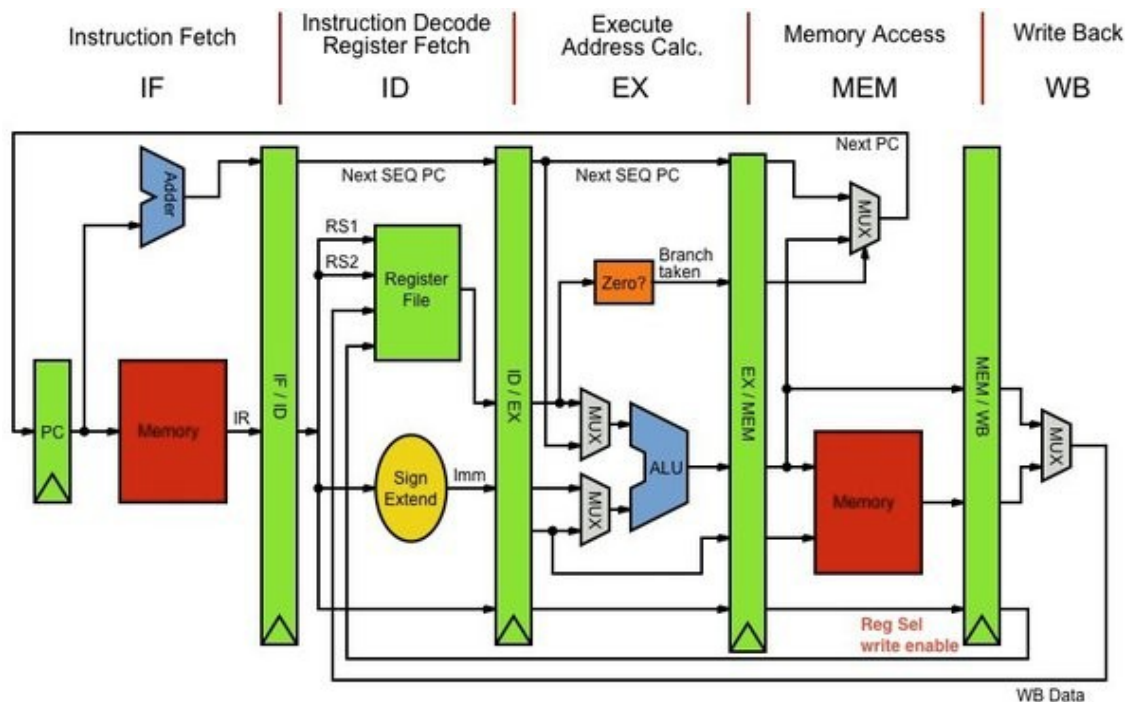 Instruction Fetch
Instruction Decode
Register Fetch
Execute
Address Calc.
Memory Access
Write Back
IF
ID
EX
MEM
WB
Next PC
Adder
Next SEQ PC
Next SEQ PC
MUX
RS1
RS2
Register
File
Branch
taken
Zero?
IF / ID
ID / EX
EX / MEM
MEM / WB
PC
Memory
IR
MUX
ALU
MUX
Sign
Extend
Imm
MUX
Memory
Reg Sel
write enable
WB Data